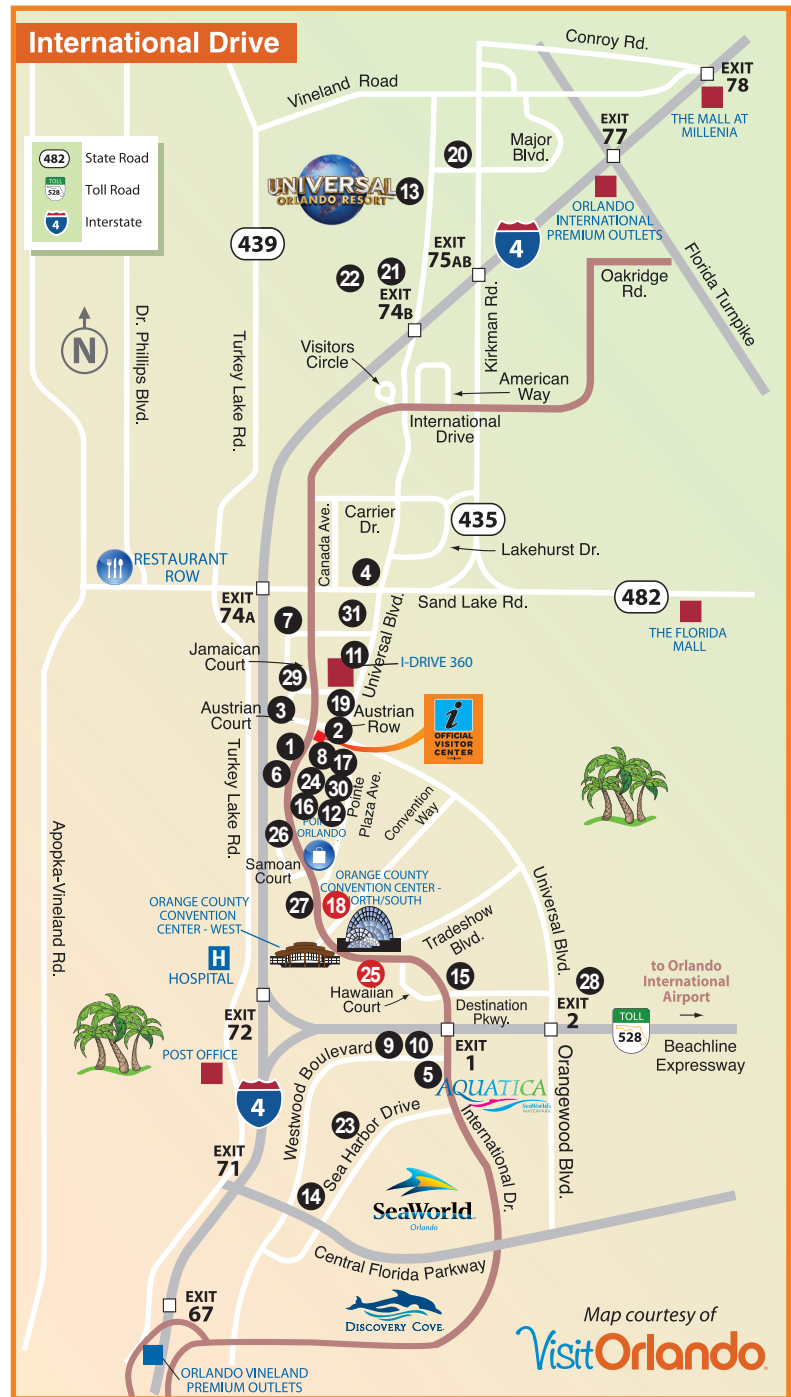 International Drive
Conroy Rd.
EXIT
78
Vineland Road
THE MALL AT
MILLENIA
EXIT
77
Major
Blvd.
20
482 State Road
TOLL
528
Toll Road
4 Interstate
UNIVERSAL
ORLANDO RESORT
13
ORLANDO
INTERNATIONAL
PREMIUM OUTLETS
439
EXIT
75AB
4
22
21
EXIT
74B
Oakridge
Rd.
Florida Turnpike
Kirkman Rd.
N
Dr. Phillips Blvd.
Turkey Lake Rd.
Visitors
Circle
American
Way
International
Drive
Canada Ave.
Carrier
Dr.
435
Lakehurst Dr.
RESTAURANT
ROW
4
EXIT
74A
Sand Lake Rd.
482
7
31
THE FLORIDA
MALL
Jamaican
Court
11
I-DRIVE 360
Universal Blvd.
29
Austrian
Court
3
19
Austrian
Row
2
i
OFFICIAL
VISITOR
CENTER
1
8
17
6
24
30
Pointe
Plaza Ave.
16
12
Convention
Way
Turkey Lake Rd.
26
ORLANDO
Samoan
Court
Apopka-Vineland Rd.
ORANGE COUNTY
CONVENTION CENTER -
NORTH/SOUTH
Universal Blvd.
ORANGE COUNTY
CONVENTION
CENTER - WEST
27
18
H
HOSPITAL
Tradeshow
Blvd.
25
15
28
to Orlando
International
Airport
Hawaiian
Court
Destination
Pkwy.
EXIT
2
EXIT
72
TOLL
528
Beachline
Expressway
POST OFFICE
9
10
EXIT
1
5
AQUATICA
SeaWorld's
WATERPARK
4
Westwood Boulevard
Sea Harbor Drive
23
International Dr.
Orangewood Blvd.
EXIT
71
14
SeaWorld
Orlando
Central Florida Parkway
EXIT
67
DISCOVERY COVE
Map courtesy of
VisitOrlando
ORLANDO VINELAND
PREMIUM OUTLETS